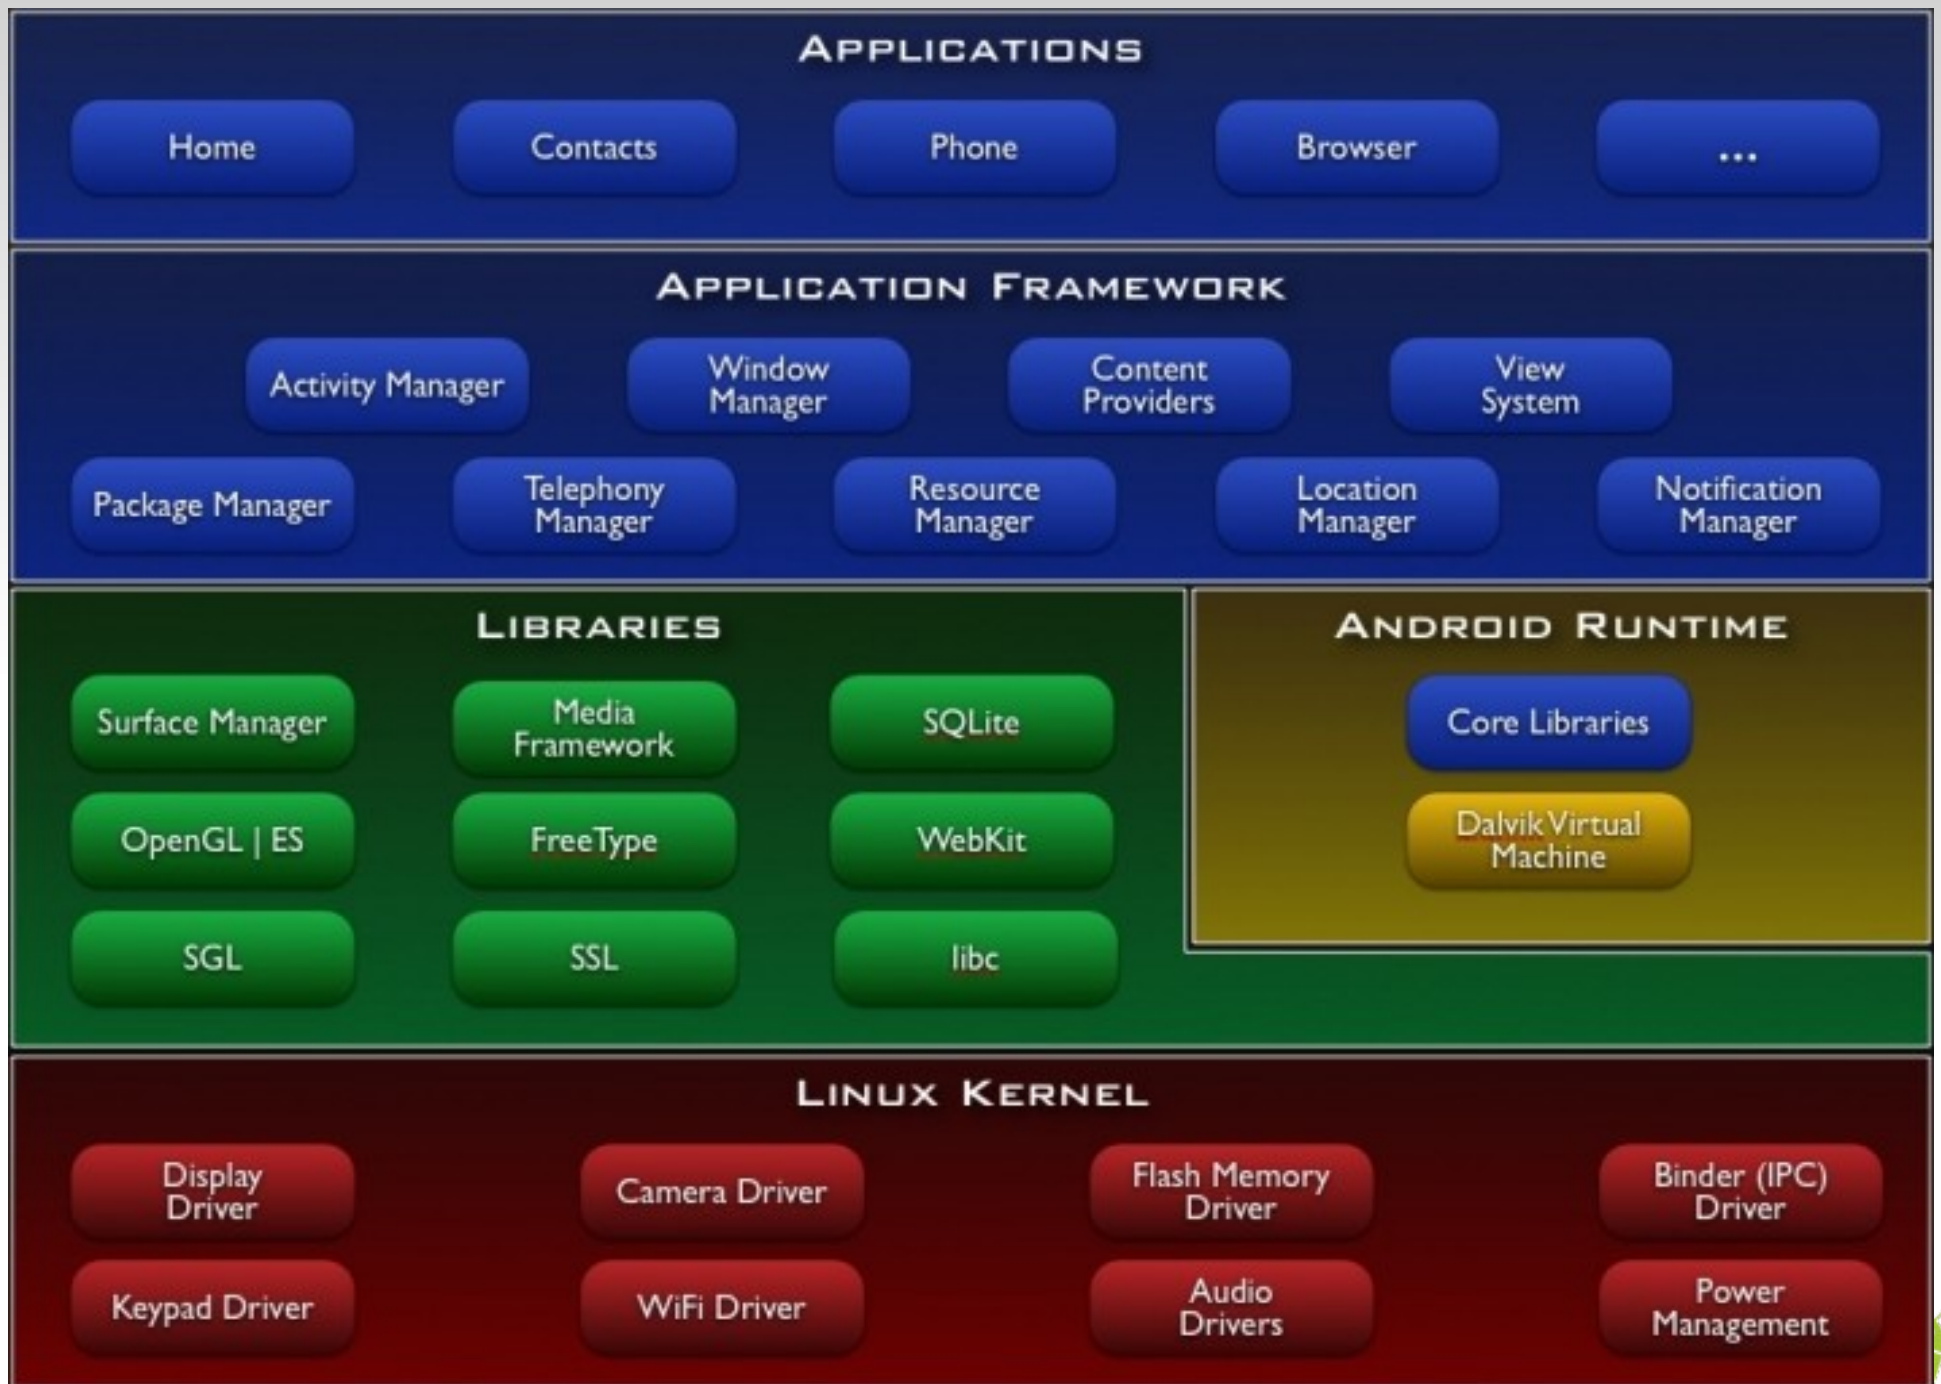 APPLICATIONS
Home
Contacts
Phone
Browser
...
APPLICATION FRAMEWORK
Activity Manager
Window
Manager
Content
Providers
View
System
Package Manager
Telephony
Manager
Resource
Manager
Location
Manager
Notification
Manager
LIBRARIES
Surface Manager
Media
Framework
SQLite
OpenGL | ES
FreeType
WebKit
SGL
SSL
libc
ANDROID RUNTIME
Core Libraries
Dalvik Virtual
Machine
LINUX KERNEL
Display
Driver
Camera Driver
Flash Memory
Driver
Binder (IPC)
Driver
Keypad Driver
WiFi Driver
Audio
Drivers
Power
Management